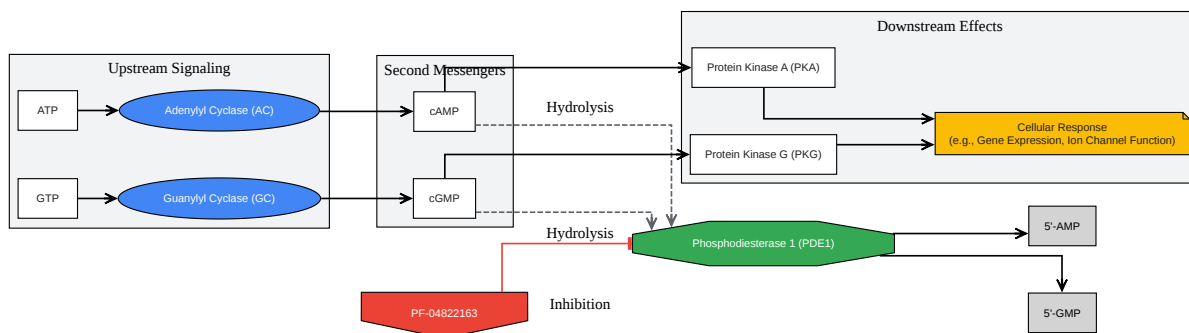 Downstream Effects
Upstream Signaling
Second Messengers
Protein Kinase A (PKA)
ATP
Adenylyl Cyclase (AC)
cAMP
Hydrolysis
Cellular Response
(e.g., Gene Expression, Ion Channel Function)
Protein Kinase G (PKG)
GTP
Guanylyl Cyclase (GC)
cGMP
Hydrolysis
Phosphodiesterase 1 (PDE1)
5'-AMP
PF-04822163
Inhibition
5'-GMP